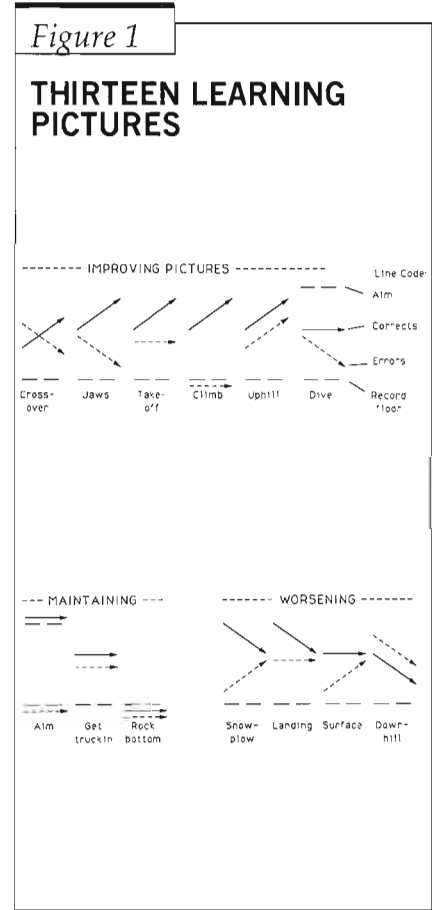 Figure 1
THIRTEEN LEARNING
PICTURES
IMPROVING PICTURES
Line Code
Aim
Corrects
Errors
Record
floor
Cross-
over
Jaws
Take-
off
Climb
Uphill
Dive
MAINTAINING
WORSENING
Aim
Get
truckin
Rock
bottom
Snow-
plow
Landing
Surface
Down-
hill